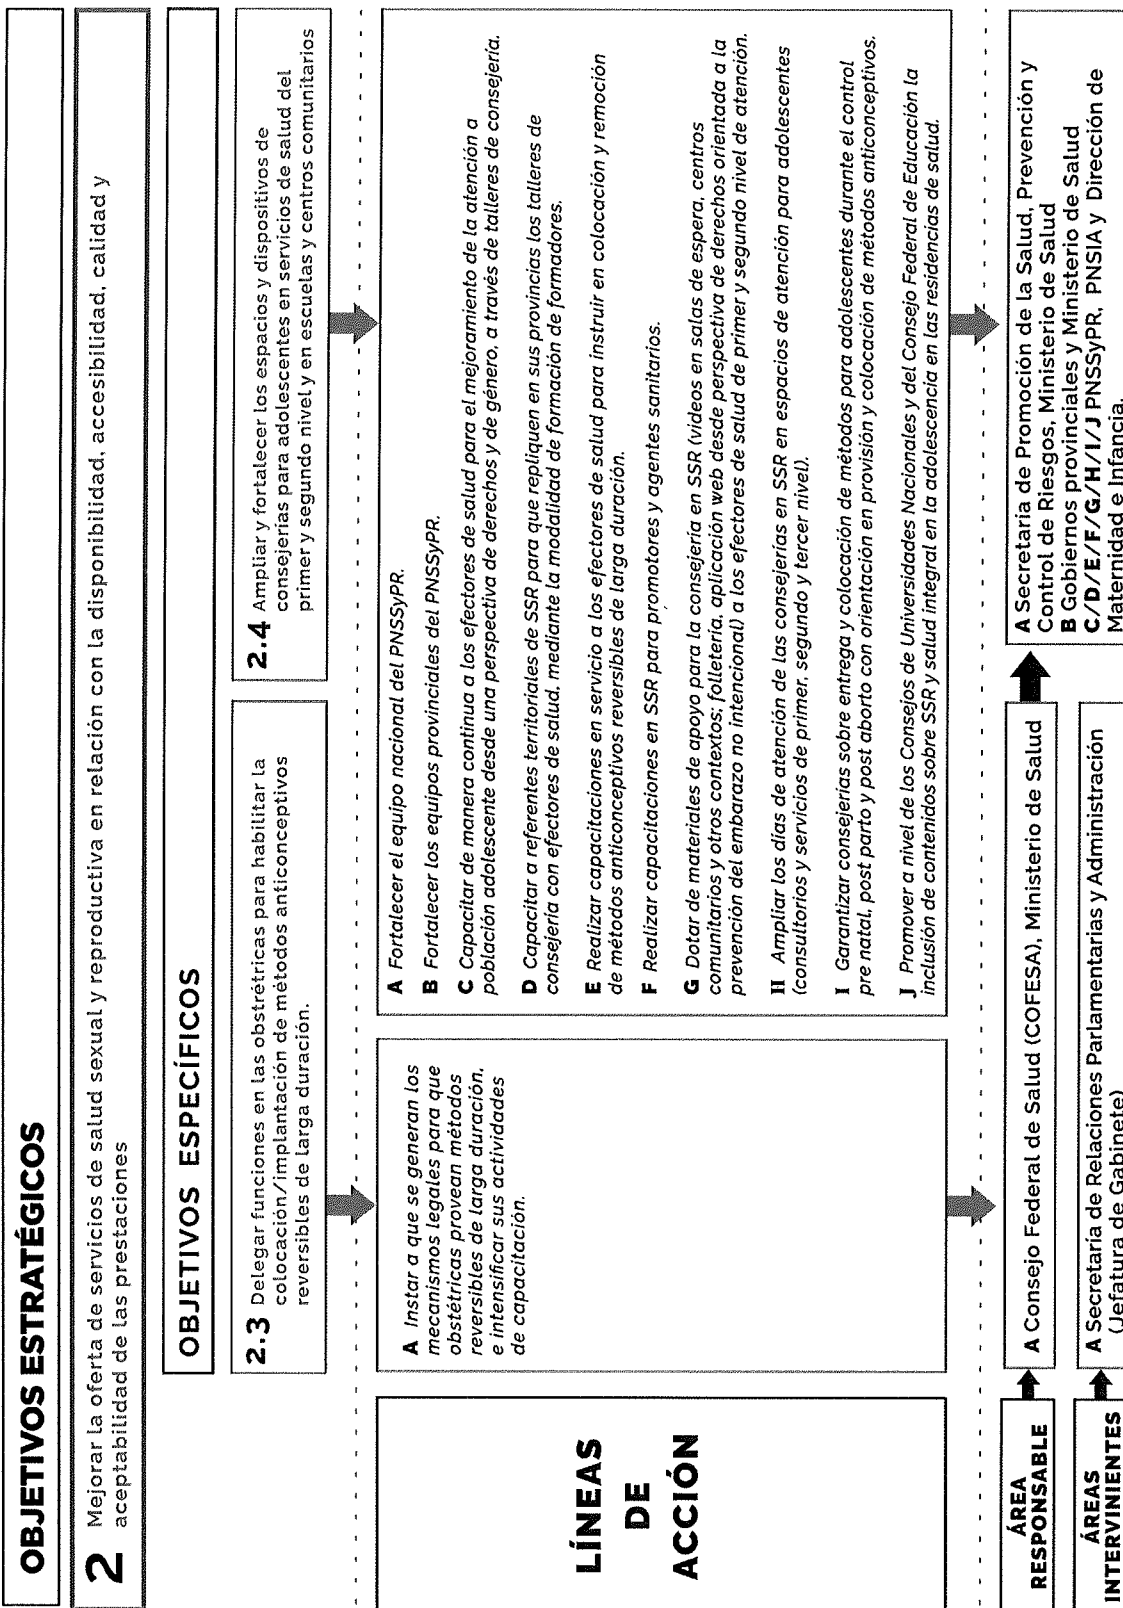 OBJETIVOS ESTRATÉGICOS
2 Mejorar la oferta de servicios de salud sexual y reproductiva en relación con la disponibilidad, accesibilidad, calidad y
aceptabilidad de las prestaciones
OBJETIVOS ESPECÍFICOS
2.3 Delegar funciones en las obstrétricas para habilitar la
colocación/implantación de métodos anticonceptivos
reversibles de larga duración.
2.4 Ampliar y fortalecer los espacios y dispositivos de
consejerías para adolescentes en servicios de salud del
primer y segundo nivel y en escuelas y centros comunitarios
LÍNEAS
DE
ACCIÓN
A Instar a que se generan los
mecanismos legales para que
obstétricas provean métodos
reversibles de larga duración,
e intensificar sus actividades
de capacitación.
A Fortalecer el equipo nacional del PNSSyPR.
B Fortalecer los equipos provinciales del PNSSyPR.
C Capacitar de manera continua a los efectores de salud para el mejoramiento de la atención a
población adolescente desde una perspectiva de derechos y de género, a través de talleres de consejería.
D Capacitar a referentes territoriales de SSR para que repliquen en sus provincias los talleres de
consejería con efectores de salud, mediante la modalidad de formación de formadores.
E Realizar capacitaciones en servicio a los efectores de salud para instruir en colocación y remoción
de métodos anticonceptivos reversibles de larga duración.
F Realizar capacitaciones en SSR para promotores y agentes sanitarios.
G Dotar de materiales de apoyo para la consejería en SSR (videos en salas de espera, centros
comunitarios y otros contextos; folletería, aplicación web desde perspectiva de derechos orientada a la
prevención del embarazo no intencional) a los efectores de salud de primer y segundo nivel de atención.
H Ampliar los días de atención de las consejerías en SSR en espacios de atención para adolescentes
(consultorios y servicios de primer, segundo y tercer nivel).
I Garantizar consejerías sobre entrega y colocación de métodos para adolescentes durante el control
pre natal, post parto y post aborto con orientación en provisión y colocación de métodos anticonceptivos.
J Promover a nivel de los Consejos de Universidades Nacionales y del Consejo Federal de Educación la
inclusión de contenidos sobre SSR y salud integral en la adolescencia en las residencias de salud.
ÁREA
RESPONSABLE
A Consejo Federal de Salud (COFESA), Ministerio de Salud
A Secretaria de Promoción de la Salud, Prevención y
Control de Riesgos, Ministerio de Salud
B Gobiernos provinciales y Ministerio de Salud
C/D/E/F/G/H/I/J PNSSyPR, PNSIA y Dirección de
Maternidad e Infancia.
ÁREAS
INTERVINIENTES
A Secretaría de Relaciones Parlamentarias y Administración
(Jefatura de Gabinete)